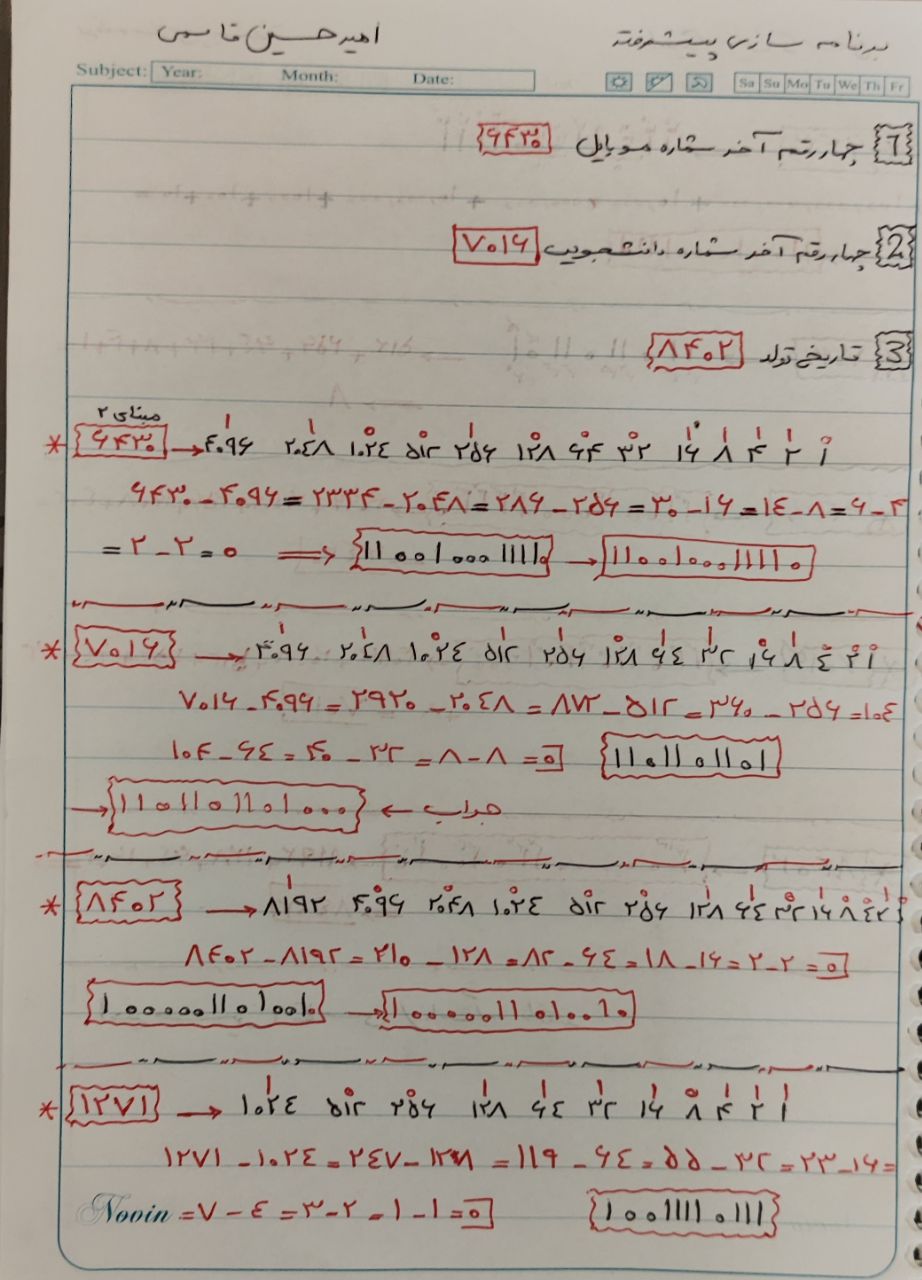 برنامه سازی پیشرفته امیرحسین قاسمی
Subject: Year: Month: Date: Sa Su Mo Tu We Th Fr
1 چهار رقم آخر شماره موبایل ۶۴۳۰
2 چهار رقم آخر شماره دانشجویی ۷۰۱۶
3 تاریخ تولد ۸۴۰۲
مبنای ۲
* ۶۴۳۰ → ۴۰۹۶ ۲۰۴۸ ۱۰۲۴ ۵۱۲ ۲۵۶ ۱۲۸ ۶۴ ۳۲ ۱۶ ۸ ۴ ۲ ۱
۶۴۳۰ - ۴۰۹۶ = ۲۳۳۴ - ۲۰۴۸ = ۲۸۶ - ۲۵۶ = ۳۰ - ۱۶ = ۱۴ - ۸ = ۶ - ۴
= ۲ - ۲ = ۰ ⟹ ۱۱۰۰۱۰۰۰۱۱۱۱۰ → ۱۱۰۰۱۰۰۰۱۱۱۱۰
* ۷۰۱۶ → ۴۰۹۶ ۲۰۴۸ ۱۰۲۴ ۵۱۲ ۲۵۶ ۱۲۸ ۶۴ ۳۲ ۱۶ ۸ ۴ ۲ ۱
۷۰۱۶ - ۴۰۹۶ = ۲۹۲۰ - ۲۰۴۸ = ۸۷۲ - ۵۱۲ = ۳۶۰ - ۲۵۶ = ۱۰۴
۱۰۴ - ۶۴ = ۴۰ - ۳۲ = ۸ - ۸ = ۰ ۱۱۰۱۱۰۱۱۰۱
→ ۱۱۰۱۱۰۱۱۰۱۰۰۰ ← جواب
* ۸۴۰۲ → ۸۱۹۲ ۴۰۹۶ ۲۰۴۸ ۱۰۲۴ ۵۱۲ ۲۵۶ ۱۲۸ ۶۴ ۳۲ ۱۶ ۸ ۴ ۲ ۱
۸۴۰۲ - ۸۱۹۲ = ۲۱۰ - ۱۲۸ = ۸۲ - ۶۴ = ۱۸ - ۱۶ = ۲ - ۲ = ۰
۱۰۰۰۰۰۱۱۰۱۰۰۱۰ → ۱۰۰۰۰۰۱۱۰۱۰۰۱۰
* ۱۲۷۱ → ۱۰۲۴ ۵۱۲ ۲۵۶ ۱۲۸ ۶۴ ۳۲ ۱۶ ۸ ۴ ۲ ۱
۱۲۷۱ - ۱۰۲۴ = ۲۴۷ - ۱۲۸ = ۱۱۹ - ۶۴ = ۵۵ - ۳۲ = ۲۳ - ۱۶ =
Novin = ۷ - ۴ = ۳ - ۲ = ۱ - ۱ = ۰ ۱۰۰۱۱۱۱۰۱۱۱